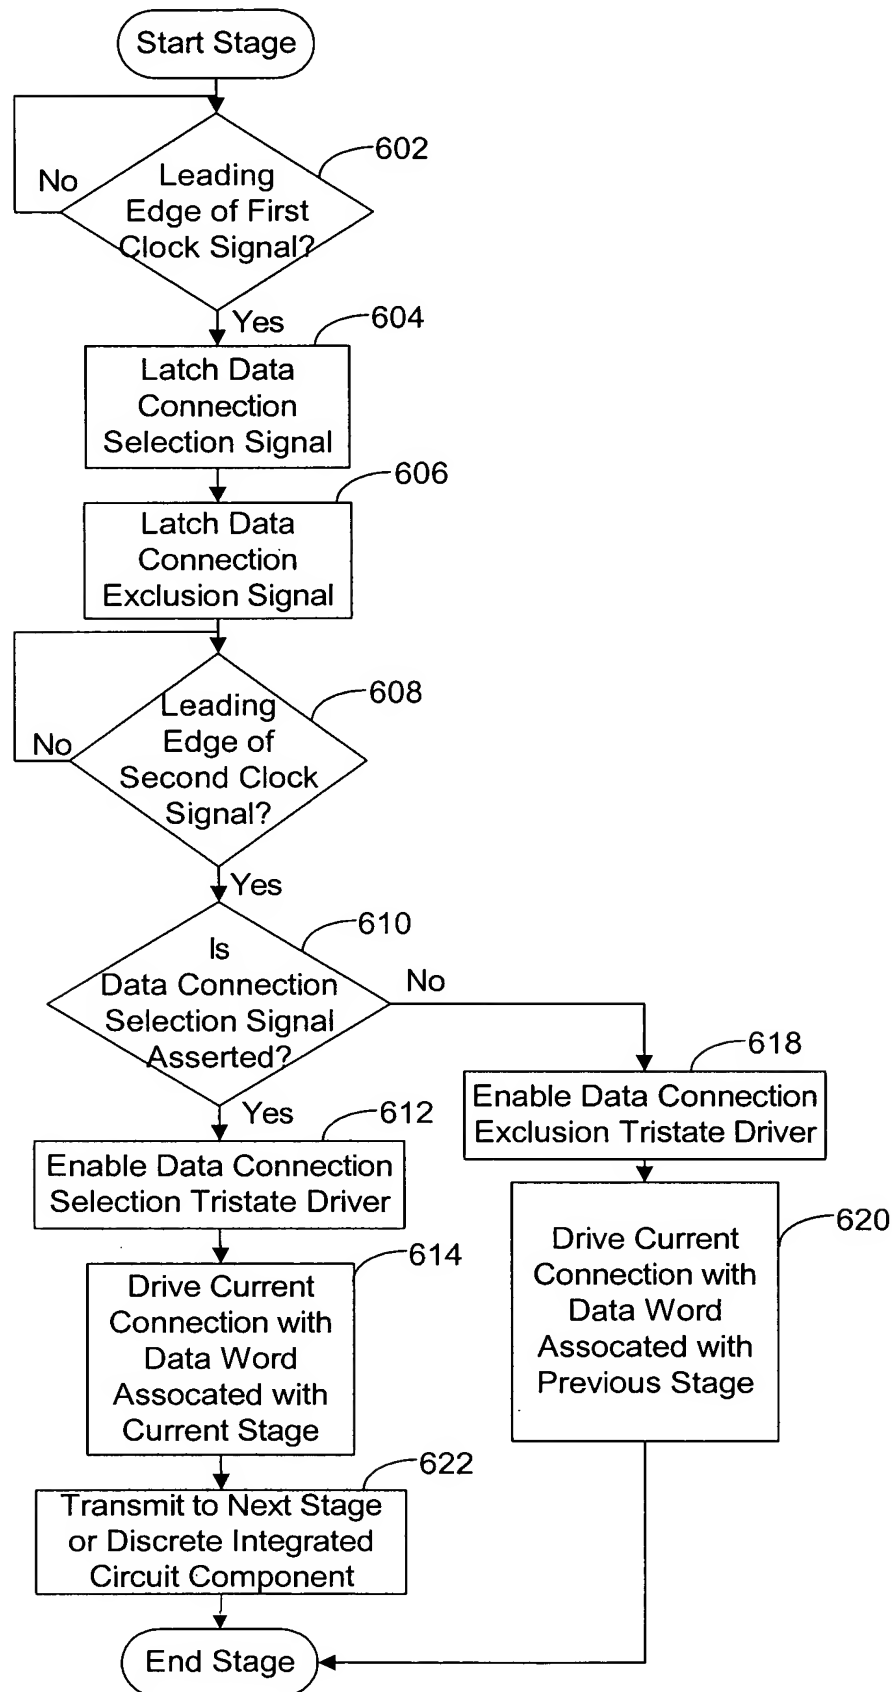 Start Stage
602
No
Leading
Edge of First
Clock Signal?
Yes
604
Latch Data
Connection
Selection Signal
606
Latch Data
Connection
Exclusion Signal
608
No
Leading
Edge of
Second Clock
Signal?
Yes
610
Is
Data Connection
Selection Signal
Asserted?
No
618
Enable Data Connection
Exclusion Tristate Driver
Yes
612
Enable Data Connection
Selection Tristate Driver
620
Drive Current
Connection with
Data Word
Assocated with
Previous Stage
614
Drive Current
Connection with
Data Word
Assocated with
Current Stage
622
Transmit to Next Stage
or Discrete Integrated
Circuit Component
End Stage